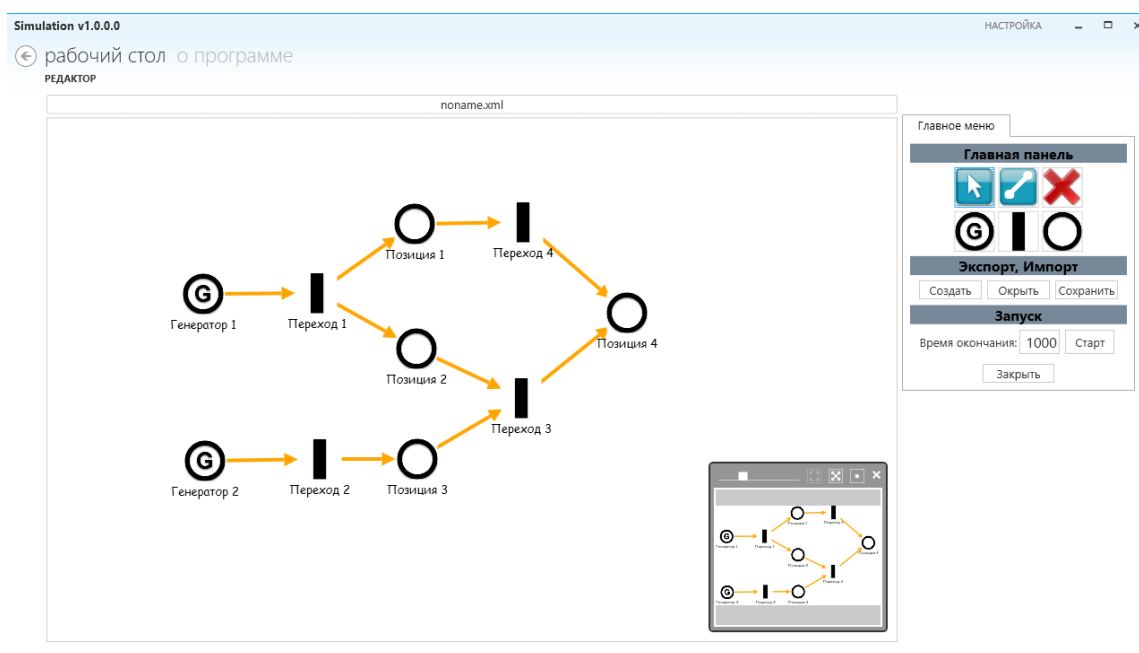 Simulation v1.0.0.0
НАСТРОЙКА
рабочий стол о программе
РЕДАКТОР
noname.xml
Позиция 1
Переход 4
G
Генератор 1
Переход 1
Позиция 4
Позиция 2
Переход 3
G
Генератор 2
Переход 2
Позиция 3
Главное меню
Главная панель
G
Экспорт, Импорт
Создать Окрыть Сохранить
Запуск
Время окончания: 1000 Старт
Закрыть